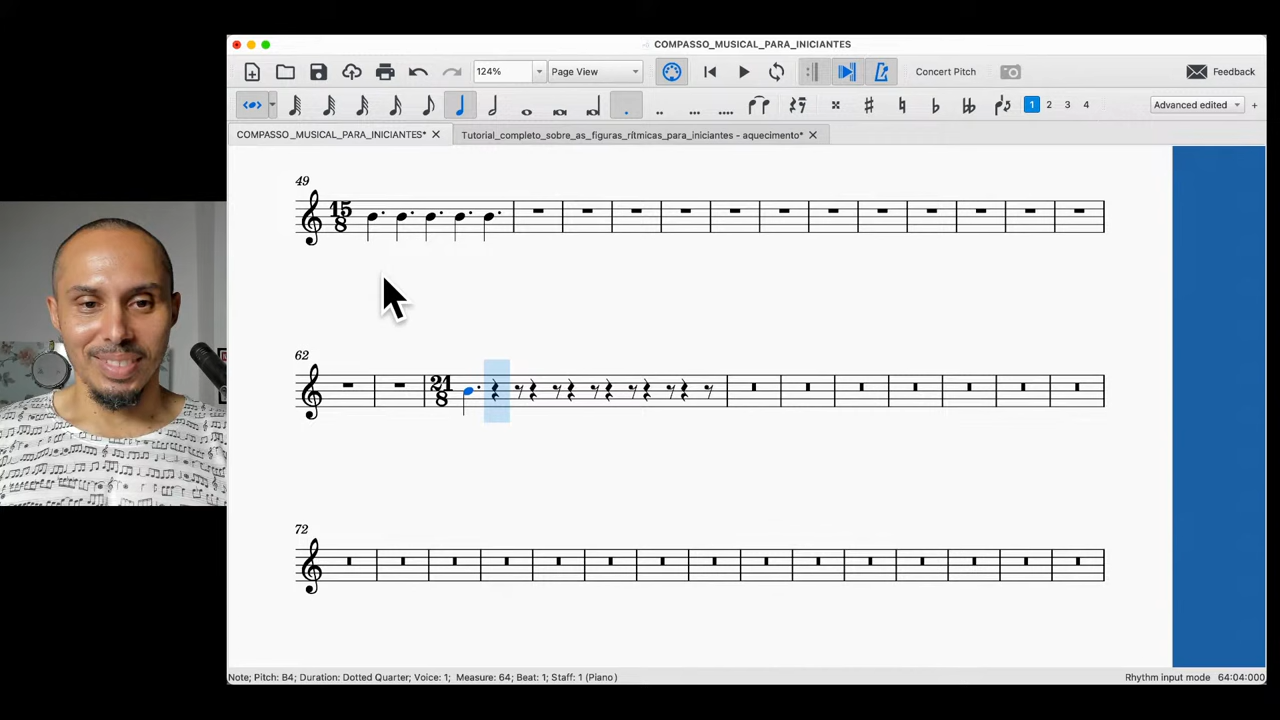 COMPASSO_MUSICAL_PARA_INICIANTES
124%
Page View
Concert Pitch
Feedback
1 2 3 4
Advanced edited
+
COMPASSO_MUSICAL_PARA_INICIANTES*
Tutorial_completo_sobre_as_figuras_rítmicas_para_iniciantes - aquecimento*
49
15
8
62
21
8
72
Note; Pitch: B4; Duration: Dotted Quarter; Voice: 1; Measure: 64; Beat: 1; Staff: 1 (Piano)
Rhythm input mode
64:04:000